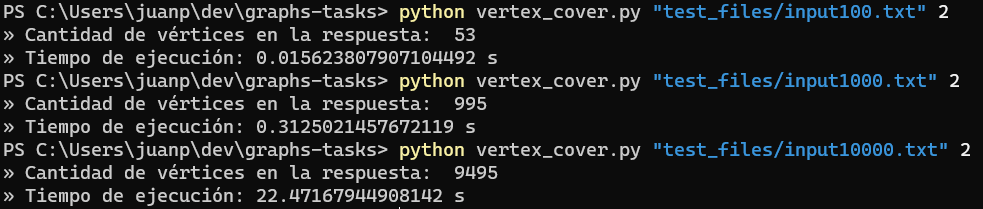 PS C:\Users\juanp\dev\graphs-tasks> python vertex_cover.py "test_files/input100.txt" 2
» Cantidad de vértices en la respuesta:  53
» Tiempo de ejecución: 0.015623807907104492 s
PS C:\Users\juanp\dev\graphs-tasks> python vertex_cover.py "test_files/input1000.txt" 2
» Cantidad de vértices en la respuesta:  995
» Tiempo de ejecución: 0.3125021457672119 s
PS C:\Users\juanp\dev\graphs-tasks> python vertex_cover.py "test_files/input10000.txt" 2
» Cantidad de vértices en la respuesta:  9495
» Tiempo de ejecución: 22.47167944908142 s